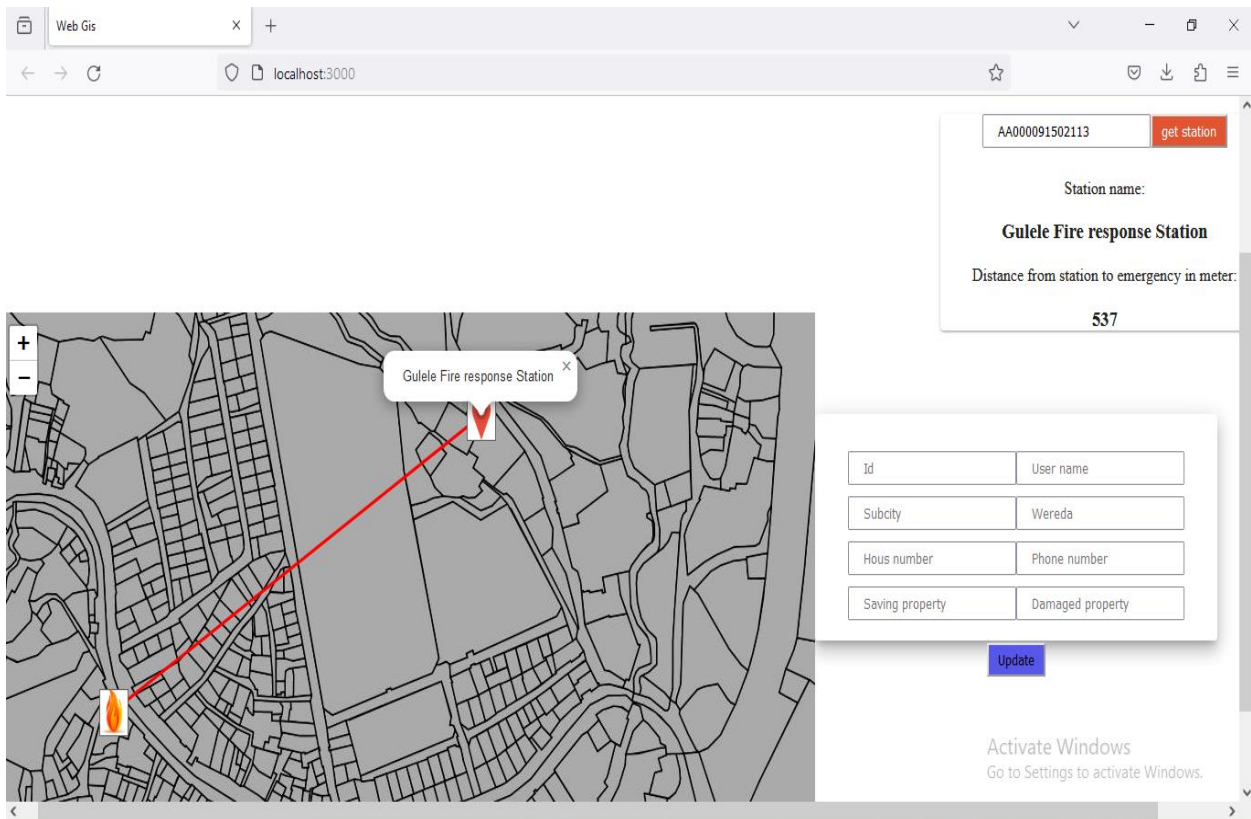 Web Gis
localhost:3000
AA000091502113 get station
Station name:
Gulele Fire response Station
Distance from station to emergency in meter:
537
+
−
Gulele Fire response Station
Id User name
Subcity Wereda
Hous number Phone number
Saving property Damaged property
Update
Activate Windows
Go to Settings to activate Windows.